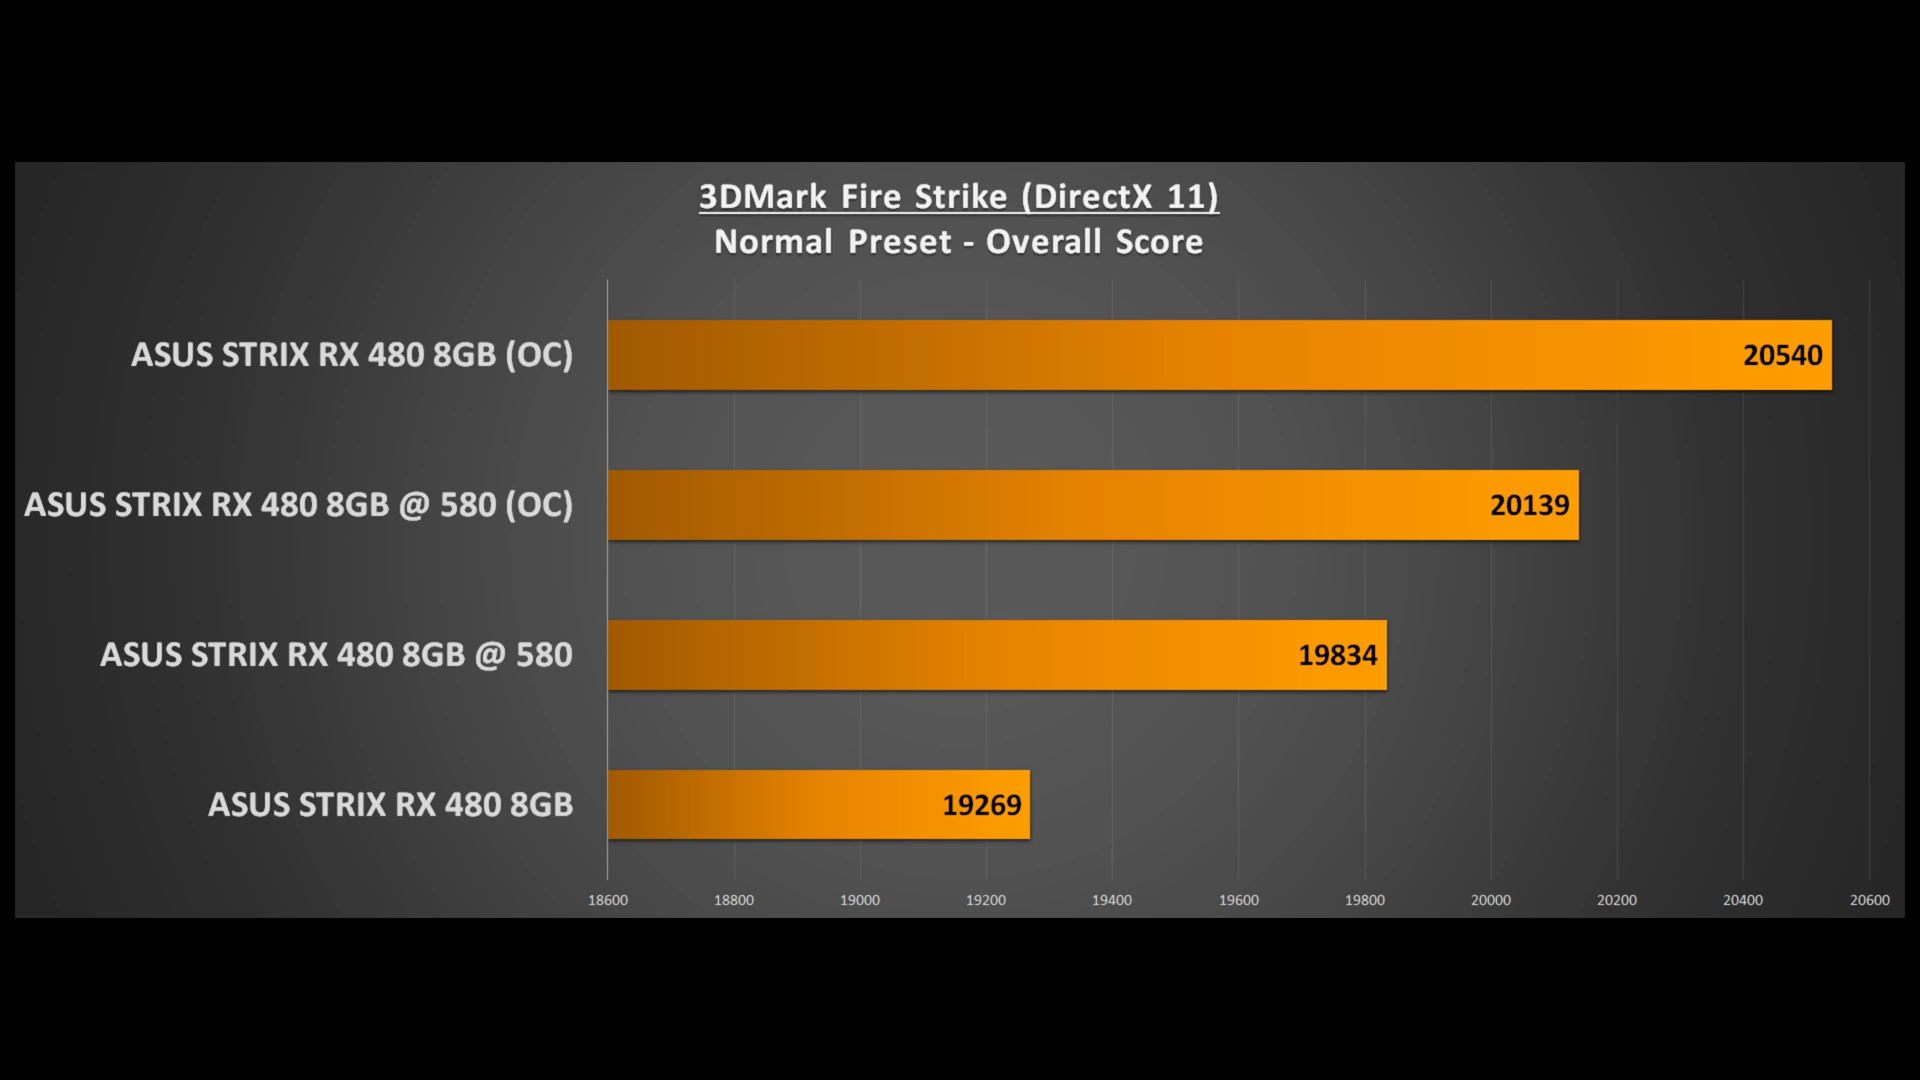 3DMark Fire Strike (DirectX 11)
Normal Preset - Overall Score
ASUS STRIX RX 480 8GB (OC)
20540
ASUS STRIX RX 480 8GB @ 580 (OC)
20139
ASUS STRIX RX 480 8GB @ 580
19834
ASUS STRIX RX 480 8GB
19269
18600 18800 19000 19200 19400 19600 19800 20000 20200 20400 20600